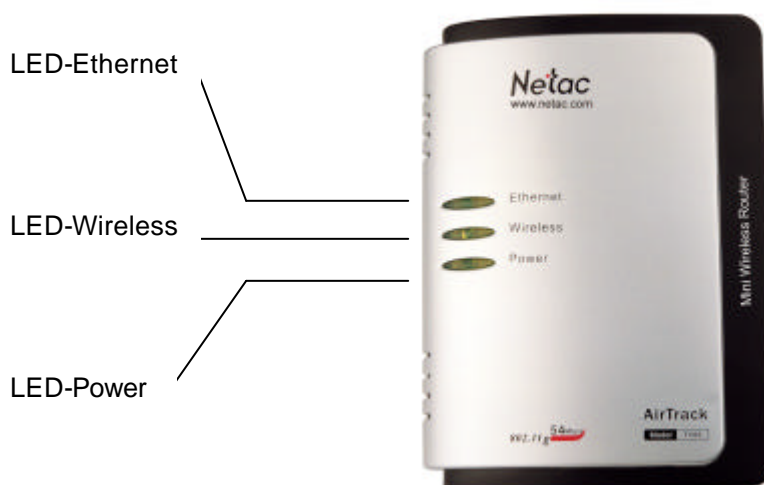 LED-Ethernet
LED-Wireless
LED-Power
Netac
www.netac.com
Ethernet
Wireless
Power
Mini Wireless Router
AirTrack
802.11g